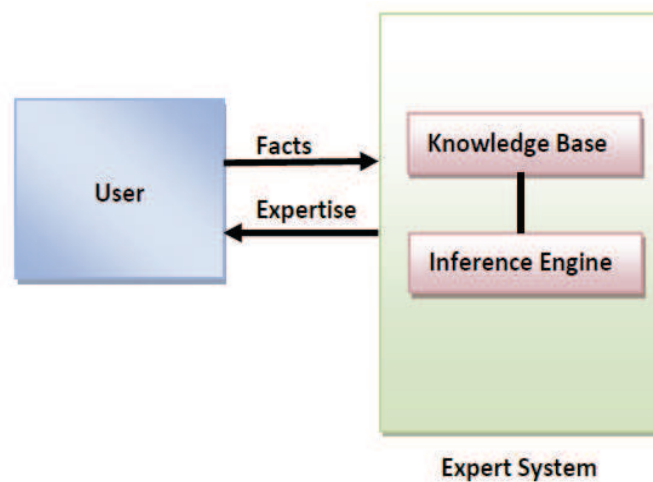 User
Facts
Expertise
Knowledge Base
Inference Engine
Expert System